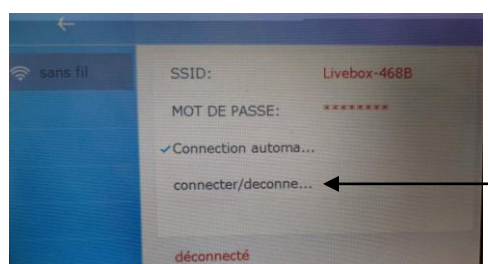 sans fil
SSID: Livebox-468B
MOT DE PASSE: ********
Connection automa...
connecter/deconne...
déconnecté